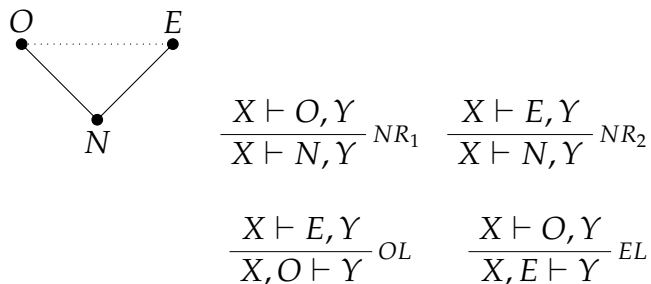 O E
N
X ⊢ O, Y
X ⊢ N, Y NR₁
X ⊢ E, Y
X ⊢ N, Y NR₂
X ⊢ E, Y
X, O ⊢ Y OL
X ⊢ O, Y
X, E ⊢ Y EL